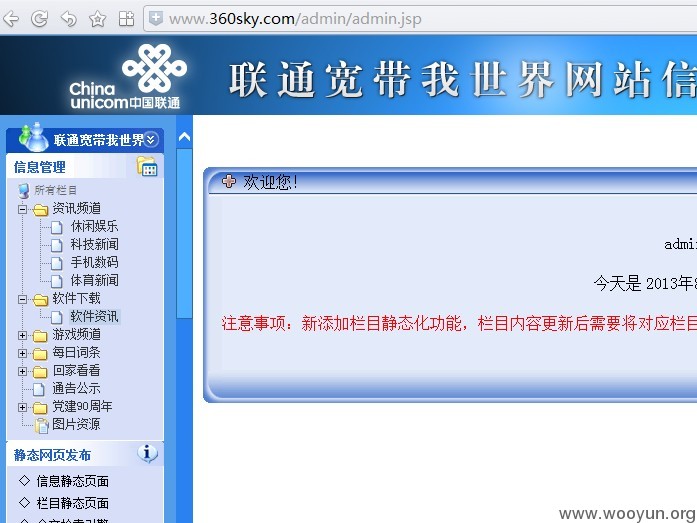 www.360sky.com/admin/admin.jsp
China
unicom中国联通
联通宽带我世界网站信
联通宽带我世界
信息管理
所有栏目
资讯频道
休闲娱乐
科技新闻
手机数码
体育新闻
软件下载
软件资讯
游戏频道
每日词条
回家看看
通告公示
党建90周年
图片资源
静态网页发布
信息静态页面
栏目静态页面
欢迎您!
admi
今天是 2013年8
注意事项：新添加栏目静态化功能，栏目内容更新后需要将对应栏目
www.wooyun.org